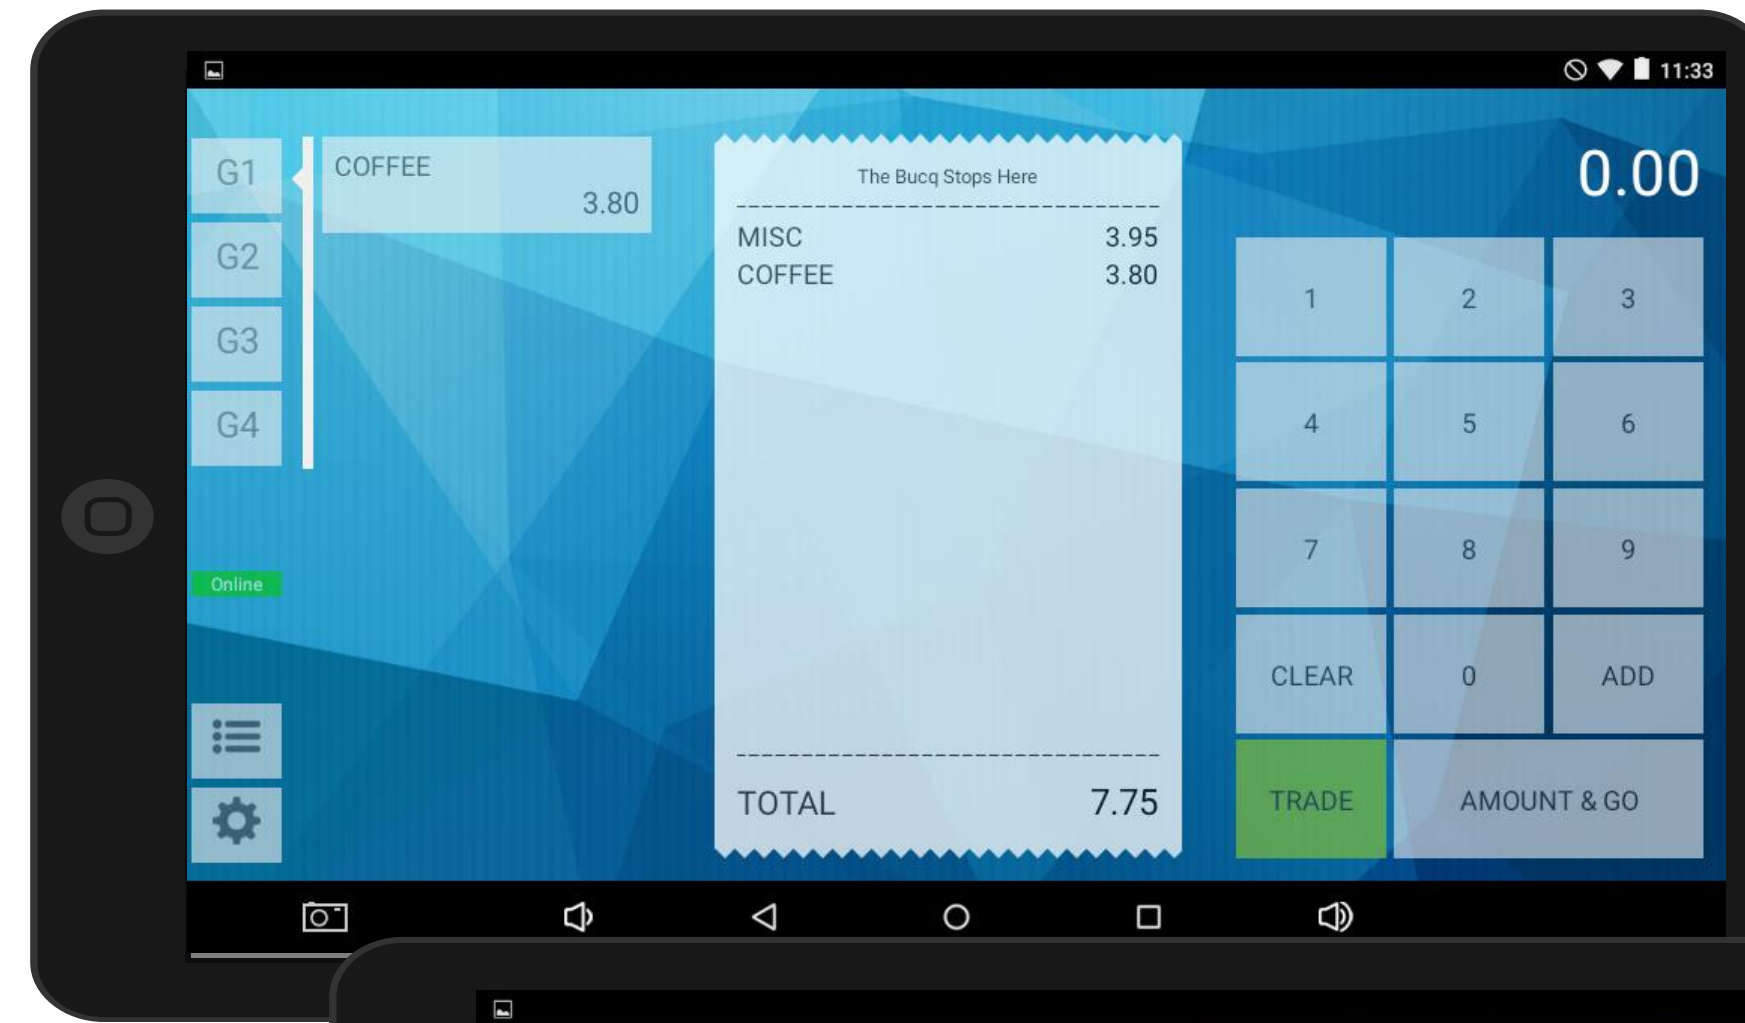 11:33
G1
G2
G3
G4
Online
COFFEE
3.80
The Bucq Stops Here
MISC 3.95
COFFEE 3.80
TOTAL 7.75
0.00
1 2 3
4 5 6
7 8 9
CLEAR 0 ADD
TRADE AMOUNT & GO